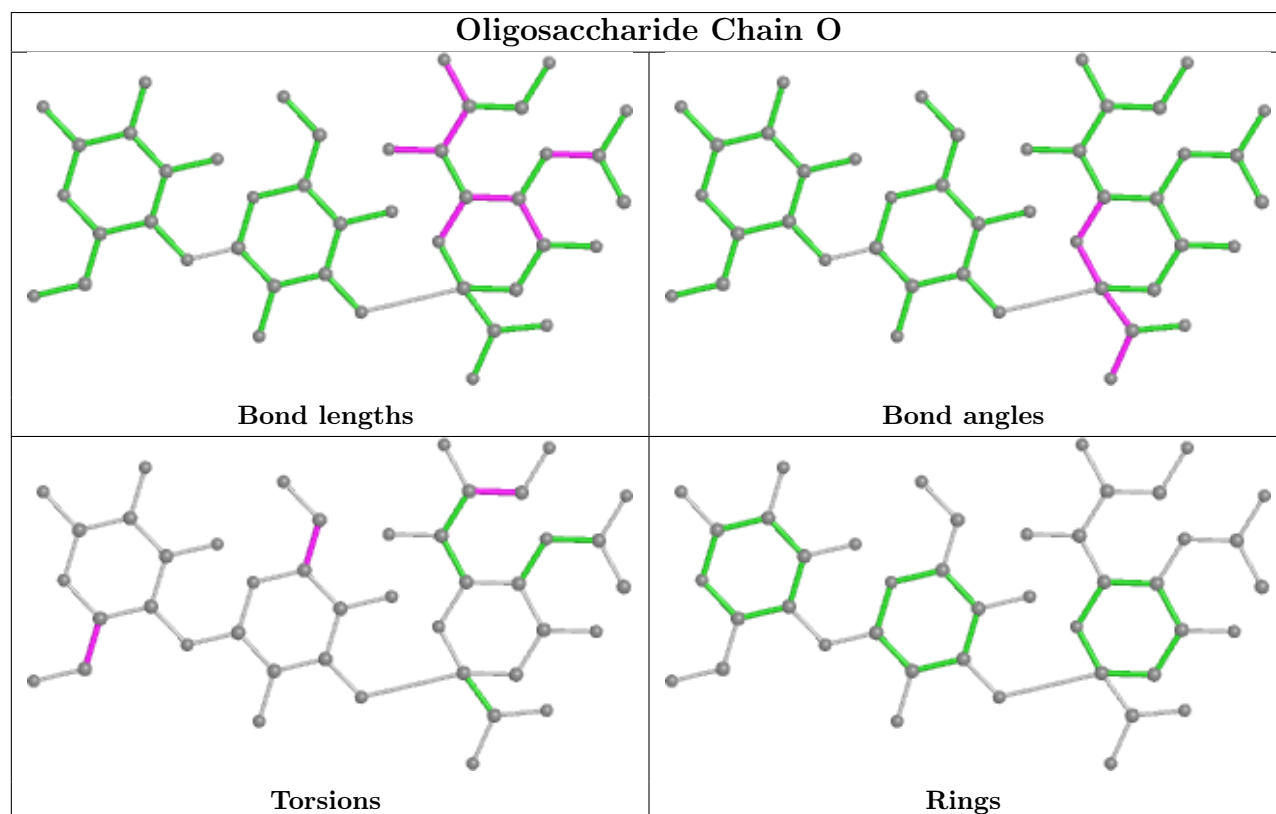 Oligosaccharide Chain O
Bond lengths
Bond angles
Torsions
Rings